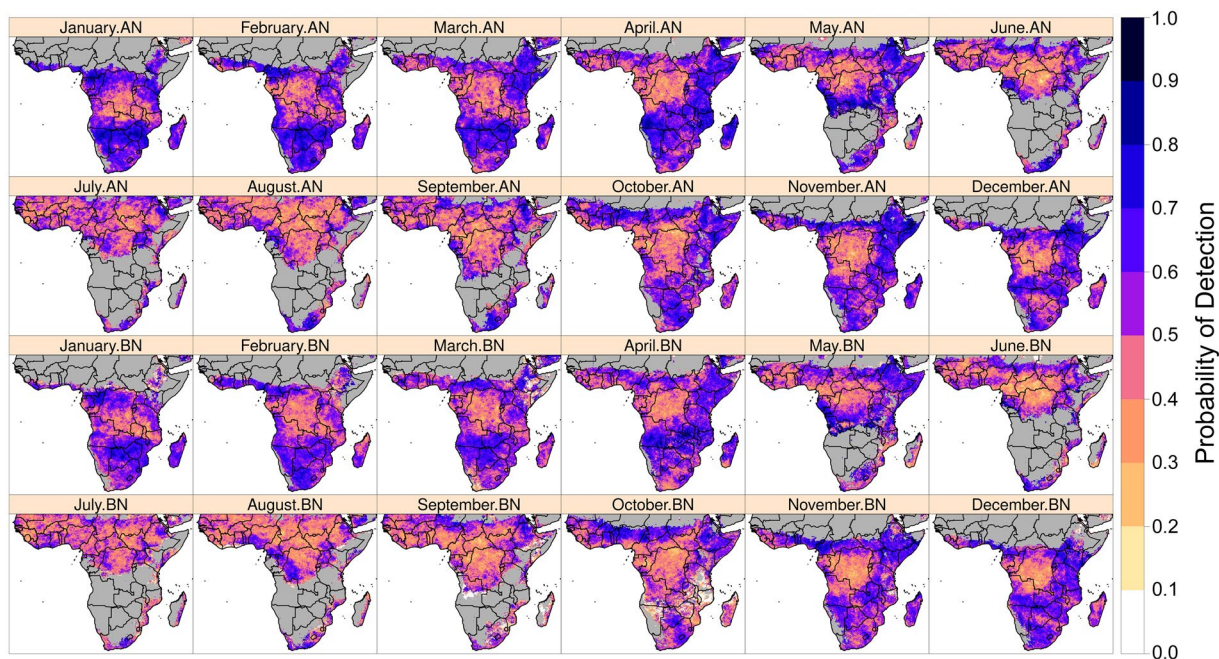 January.AN February.AN March.AN April.AN May.AN June.AN
July.AN August.AN September.AN October.AN November.AN December.AN
January.BN February.BN March.BN April.BN May.BN June.BN
July.BN August.BN September.BN October.BN November.BN December.BN
1.0
0.9
0.8
0.7
0.6
0.5
0.4
0.3
0.2
0.1
0.0
Probability of Detection